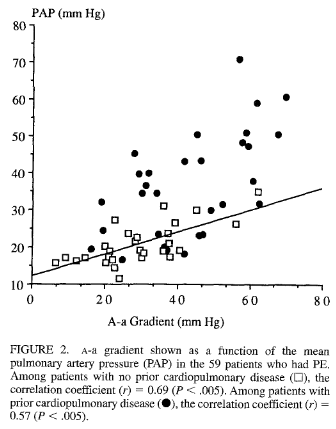 PAP (mm Hg)
80
70
60
50
40
30
20
10
0 20 40 60 80
A-a Gradient (mm Hg)
FIGURE 2. A-a gradient shown as a function of the mean
pulmonary artery pressure (PAP) in the 59 patients who had PE.
Among patients with no prior cardiopulmonary disease (□), the
correlation coefficient (r) = 0.69 (P < .005). Among patients with
prior cardiopulmonary disease (●), the correlation coefficient (r) =
0.57 (P < .005).